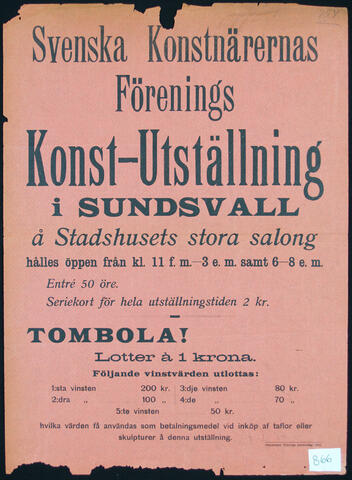 Svenska Konstnärernas
Förenings
Konst-Utställning
i SUNDSVALL
å Stadshusets stora salong
hålles öppen från kl. 11 f. m.—3 e. m. samt 6—8 e. m.
Entré 50 öre.
Seriekort för hela utställningstiden 2 kr.
TOMBOLA!
Lotter à 1 krona.
Följande vinstvärden utlottas:
1:sta vinsten 200 kr. 3:dje vinsten 80 kr.
2:dra „ 100 „ 4:de „ 70 „
5:te vinsten 50 kr.
hvilka värden få användas som betalningsmedel vid inköp af taflor eller
skulpturer å denna utställning.
866